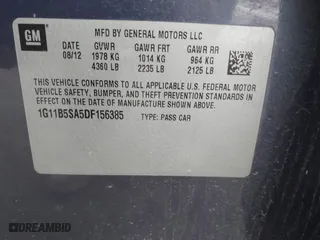 GM
MFD BY GENERAL MOTORS LLC
DATE GVWR GAWR FRT GAWR RR
08/12 1978 KG 1014 KG 964 KG
4360 LB 2235 LB 2125 LB
THIS VEHICLE CONFORMS TO ALL APPLICABLE U.S. FEDERAL MOTOR
VEHICLE SAFETY, BUMPER, AND THEFT PREVENTION STANDARDS
IN EFFECT ON THE DATE OF MANUFACTURE SHOWN ABOVE.
1G11B5SA5DF156385 TYPE: PASS CAR
DREAMBID